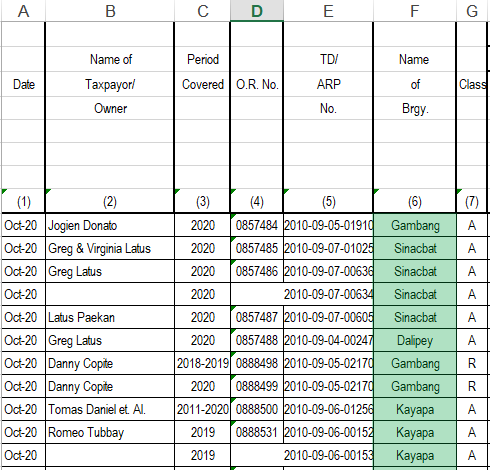 A B C D E F G
Name of Period TD/ Name
Date Taxpayor/ Covered O.R. No. ARP of Class
Owner No. Brgy.
(1) (2) (3) (4) (5) (6) (7)
Oct-20 Jogien Donato 2020 0857484 2010-09-05-01910 Gambang A
Oct-20 Greg & Virginia Latus 2020 0857485 2010-09-07-01025 Sinacbat A
Oct-20 Greg Latus 2020 0857486 2010-09-07-00636 Sinacbat A
Oct-20 2020 2010-09-07-00634 Sinacbat A
Oct-20 Latus Paekan 2020 0857487 2010-09-07-00605 Sinacbat A
Oct-20 Greg Latus 2020 0857488 2010-09-04-00247 Dalipey A
Oct-20 Danny Copite 2018-2019 0888498 2010-09-05-02170 Gambang R
Oct-20 Danny Copite 2020 0888499 2010-09-05-02170 Gambang R
Oct-20 Tomas Daniel et. Al. 2011-2020 0888500 2010-09-06-01256 Kayapa A
Oct-20 Romeo Tubbay 2019 0888531 2010-09-06-00152 Kayapa A
Oct-20 2019 2010-09-06-00153 Kayapa A